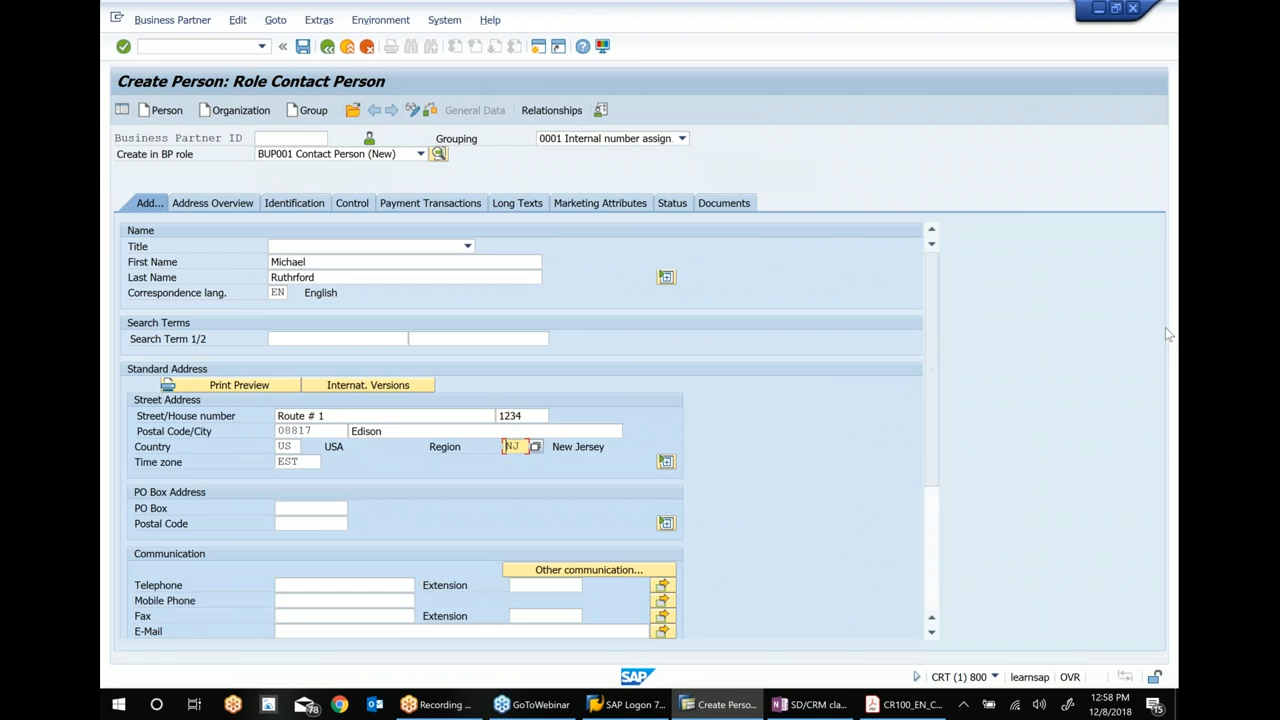 Business Partner Edit Goto Extras Environment System Help
Create Person: Role Contact Person
Person Organization Group General Data Relationships
Business Partner ID Grouping 0001 Internal number assign.
Create in BP role BUP001 Contact Person (New)
Add... Address Overview Identification Control Payment Transactions Long Texts Marketing Attributes Status Documents
Name
Title
First Name Michael
Last Name Ruthrford
Correspondence lang. EN English
Search Terms
Search Term 1/2
Standard Address
Print Preview Internat. Versions
Street Address
Street/House number Route # 1 1234
Postal Code/City 08817 Edison
Country US USA Region NJ New Jersey
Time zone EST
PO Box Address
PO Box
Postal Code
Communication
Other communication...
Telephone Extension
Mobile Phone
Fax Extension
E-Mail
SAP CRT (1) 800 learnsap OVR
78 Recording ... GoToWebinar SAP Logon 7... Create Perso... SD/CRM cla... CR100_EN_C... 12:58 PM
12/8/2018 15